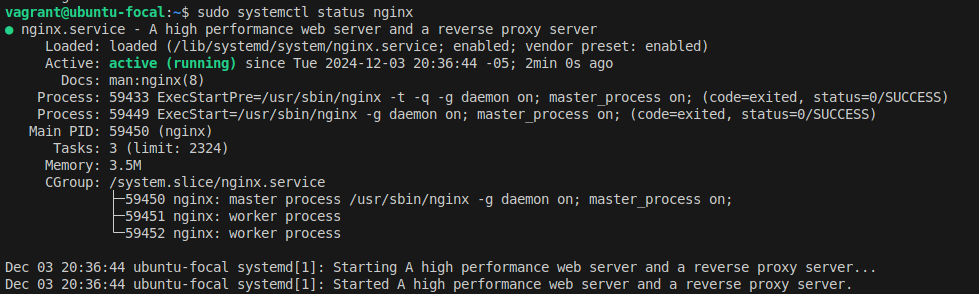 vagrant@ubuntu-focal:~$ sudo systemctl status nginx
● nginx.service - A high performance web server and a reverse proxy server
     Loaded: loaded (/lib/systemd/system/nginx.service; enabled; vendor preset: enabled)
     Active: active (running) since Tue 2024-12-03 20:36:44 -05; 2min 0s ago
       Docs: man:nginx(8)
    Process: 59433 ExecStartPre=/usr/sbin/nginx -t -q -g daemon on; master_process on; (code=exited, status=0/SUCCESS)
    Process: 59449 ExecStart=/usr/sbin/nginx -g daemon on; master_process on; (code=exited, status=0/SUCCESS)
   Main PID: 59450 (nginx)
      Tasks: 3 (limit: 2324)
     Memory: 3.5M
     CGroup: /system.slice/nginx.service
             ├─59450 nginx: master process /usr/sbin/nginx -g daemon on; master_process on;
             ├─59451 nginx: worker process
             └─59452 nginx: worker process

Dec 03 20:36:44 ubuntu-focal systemd[1]: Starting A high performance web server and a reverse proxy server...
Dec 03 20:36:44 ubuntu-focal systemd[1]: Started A high performance web server and a reverse proxy server.